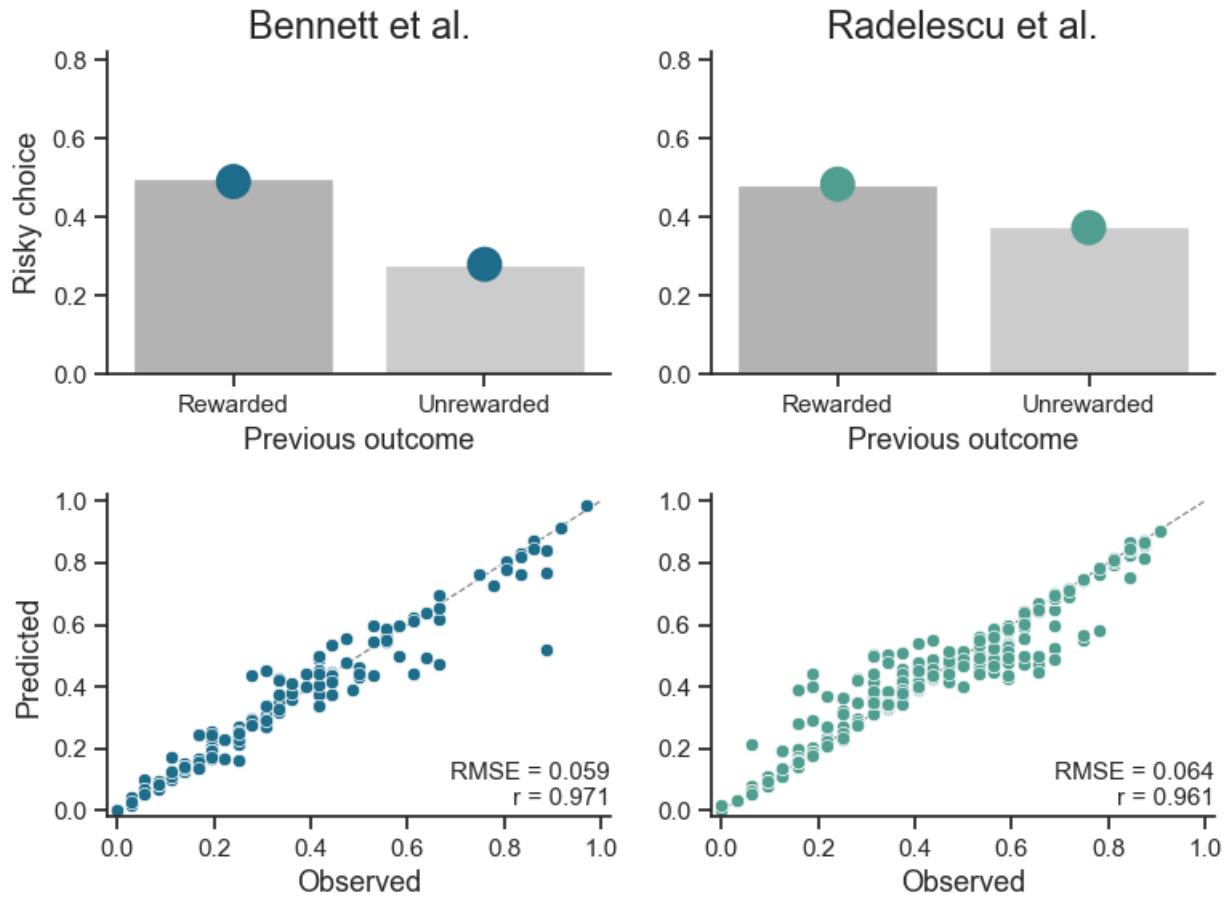 Bennett et al.
Radelescu et al.
Risky choice
0.8
0.6
0.4
0.2
0.0
Rewarded
Unrewarded
Previous outcome
0.8
0.6
0.4
0.2
0.0
Rewarded
Unrewarded
Previous outcome
Predicted
1.0
0.8
0.6
0.4
0.2
0.0
RMSE = 0.059
r = 0.971
0.0 0.2 0.4 0.6 0.8 1.0
Observed
1.0
0.8
0.6
0.4
0.2
0.0
RMSE = 0.064
r = 0.961
0.0 0.2 0.4 0.6 0.8 1.0
Observed